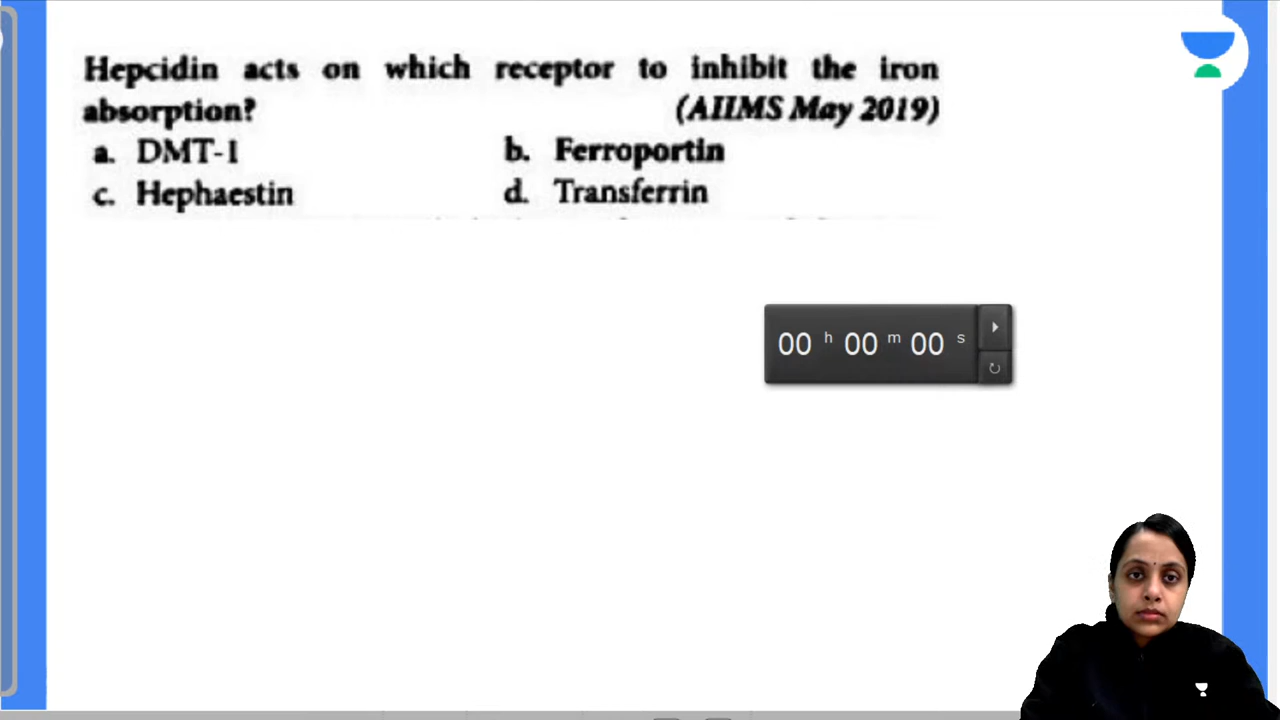 Hepcidin acts on which receptor to inhibit the iron
absorption? (AIIMS May 2019)
a. DMT-1 b. Ferroportin
c. Hephaestin d. Transferrin
00 h 00 m 00 s